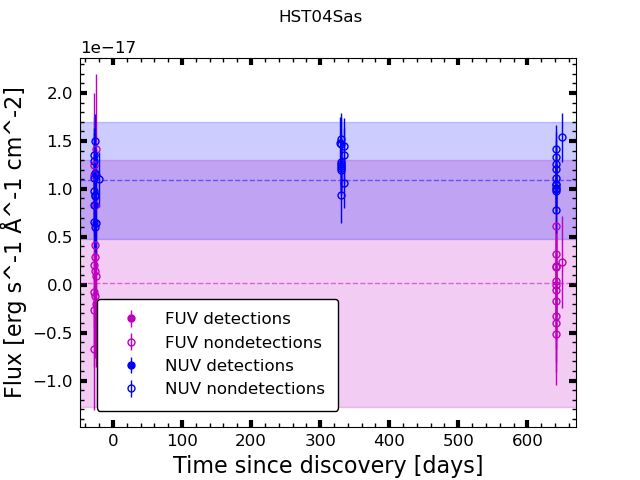 HST04Sas
1e−17
2.0
1.5
1.0
0.5
0.0
−0.5
−1.0
Flux [erg s^-1 Å^-1 cm^-2]
FUV detections
FUV nondetections
NUV detections
NUV nondetections
0 100 200 300 400 500 600
Time since discovery [days]